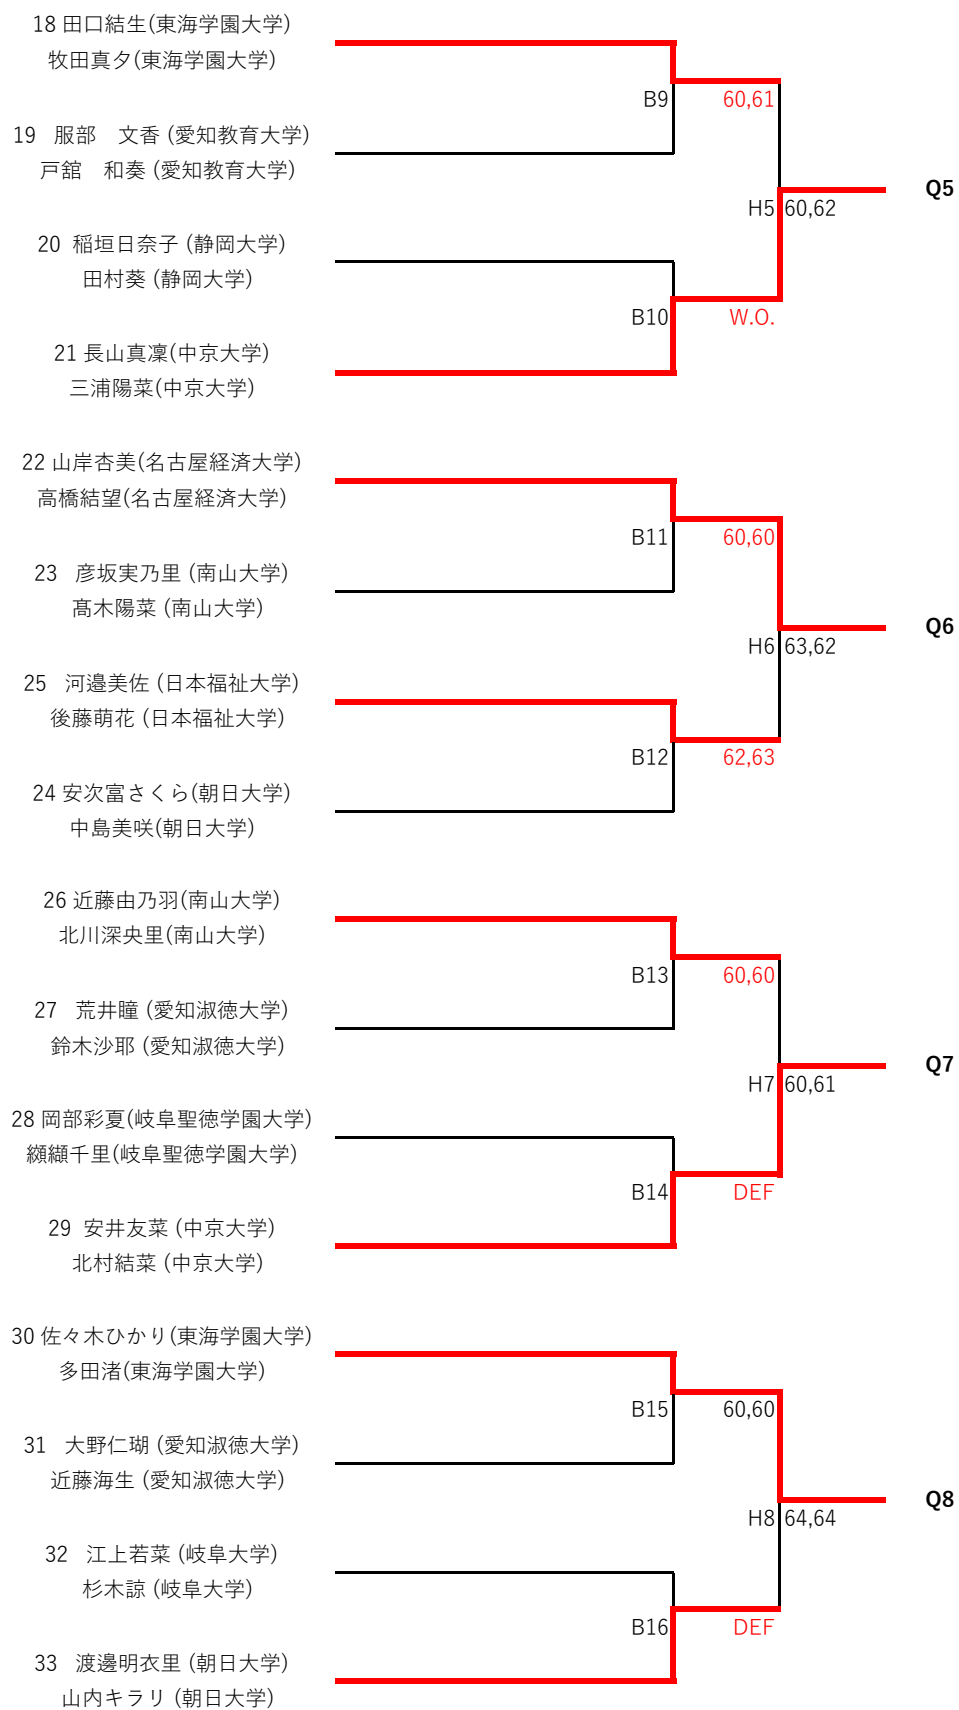 18 田口結生(東海学園大学)
牧田真夕(東海学園大学)
B9
60,61
19 服部　文香 (愛知教育大学)
戸舘　和奏 (愛知教育大学)
Q5
H5
60,62
20 稲垣日奈子 (静岡大学)
田村葵 (静岡大学)
B10
W.O.
21 長山真凜(中京大学)
三浦陽菜(中京大学)
22 山岸杏美(名古屋経済大学)
高橋結望(名古屋経済大学)
B11
60,60
23 彦坂実乃里 (南山大学)
髙木陽菜 (南山大学)
Q6
H6
63,62
25 河邉美佐 (日本福祉大学)
後藤萌花 (日本福祉大学)
B12
62,63
24 安次富さくら(朝日大学)
中島美咲(朝日大学)
26 近藤由乃羽(南山大学)
北川深央里(南山大学)
B13
60,60
27 荒井瞳 (愛知淑徳大学)
鈴木沙耶 (愛知淑徳大学)
Q7
H7
60,61
28 岡部彩夏(岐阜聖徳学園大学)
纐纈千里(岐阜聖徳学園大学)
B14
DEF
29 安井友菜 (中京大学)
北村結菜 (中京大学)
30 佐々木ひかり(東海学園大学)
多田渚(東海学園大学)
B15
60,60
31 大野仁瑚 (愛知淑徳大学)
近藤海生 (愛知淑徳大学)
Q8
H8
64,64
32 江上若菜 (岐阜大学)
杉木諒 (岐阜大学)
B16
DEF
33 渡邊明衣里 (朝日大学)
山内キラリ (朝日大学)